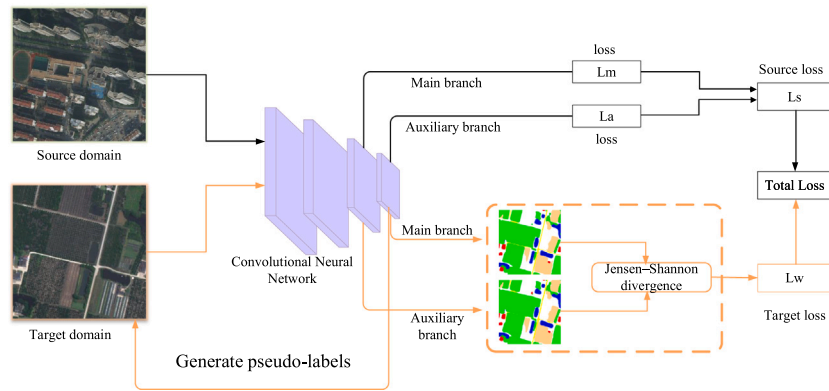 loss
Main branch
Lm
Source loss
Ls
Auxiliary branch
La
loss
Source domain
Total Loss
Main branch
Convolutional Neural
Network
Jensen–Shannon
divergence
Lw
Auxiliary
branch
Target loss
Target domain
Generate pseudo-labels